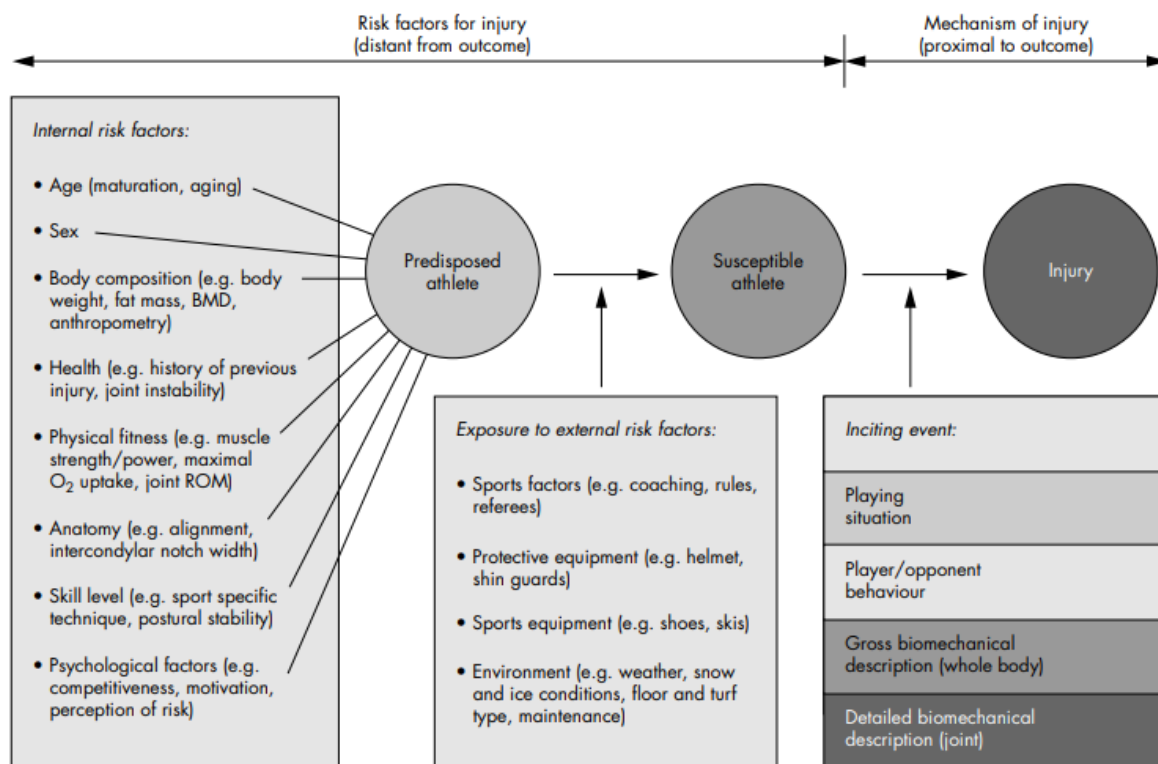 Risk factors for injury
(distant from outcome)
Mechanism of injury
(proximal to outcome)
Internal risk factors:
• Age (maturation, aging)
• Sex
• Body composition (e.g. body
weight, fat mass, BMD,
anthropometry)
• Health (e.g. history of previous
injury, joint instability)
• Physical fitness (e.g. muscle
strength/power, maximal
O2 uptake, joint ROM)
• Anatomy (e.g. alignment,
intercondylar notch width)
• Skill level (e.g. sport specific
technique, postural stability)
• Psychological factors (e.g.
competitiveness, motivation,
perception of risk)
Predisposed
athlete
Susceptible
athlete
Injury
Exposure to external risk factors:
• Sports factors (e.g. coaching, rules,
referees)
• Protective equipment (e.g. helmet,
shin guards)
• Sports equipment (e.g. shoes, skis)
• Environment (e.g. weather, snow
and ice conditions, floor and turf
type, maintenance)
Inciting event:
Playing
situation
Player/opponent
behaviour
Gross biomechanical
description (whole body)
Detailed biomechanical
description (joint)